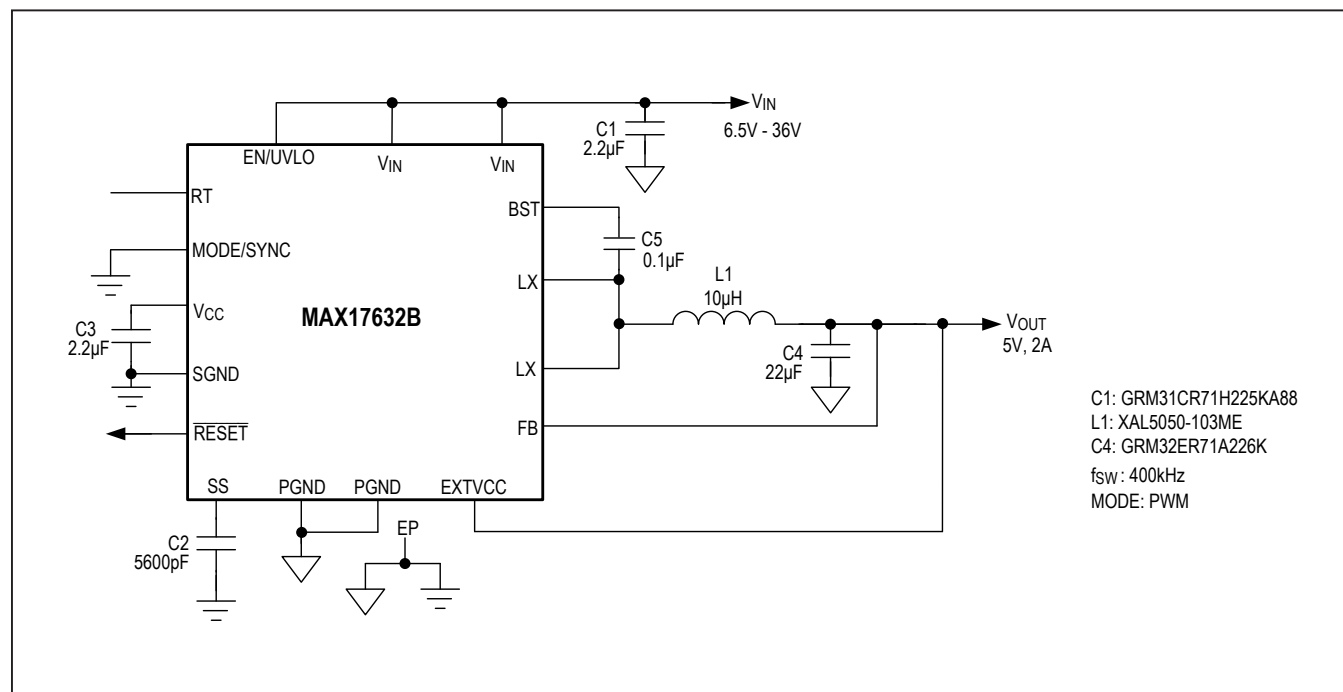 VIN
6.5V - 36V
C1
2.2µF
EN/UVLO
VIN
VIN
RT
BST
MODE/SYNC
C5
0.1µF
LX
L1
10µH
VCC
MAX17632B
C3
2.2µF
VOUT
5V, 2A
C4
22µF
SGND
LX
RESET
FB
C1: GRM31CR71H225KA88
L1: XAL5050-103ME
C4: GRM32ER71A226K
fSW : 400kHz
MODE: PWM
SS
PGND
PGND
EXTVCC
EP
C2
5600pF